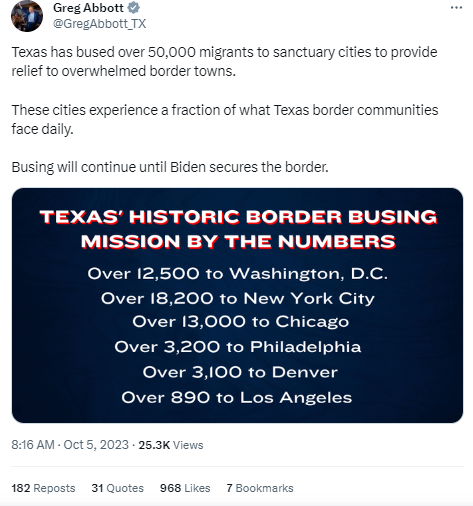 Greg Abbott
@GregAbbott_TX
Texas has bused over 50,000 migrants to sanctuary cities to provide
relief to overwhelmed border towns.
These cities experience a fraction of what Texas border communities
face daily.
Busing will continue until Biden secures the border.
TEXAS' HISTORIC BORDER BUSING
MISSION BY THE NUMBERS
Over 12,500 to Washington, D.C.
Over 18,200 to New York City
Over 13,000 to Chicago
Over 3,200 to Philadelphia
Over 3,100 to Denver
Over 890 to Los Angeles
8:16 AM · Oct 5, 2023 · 25.3K Views
182 Reposts 31 Quotes 968 Likes 7 Bookmarks